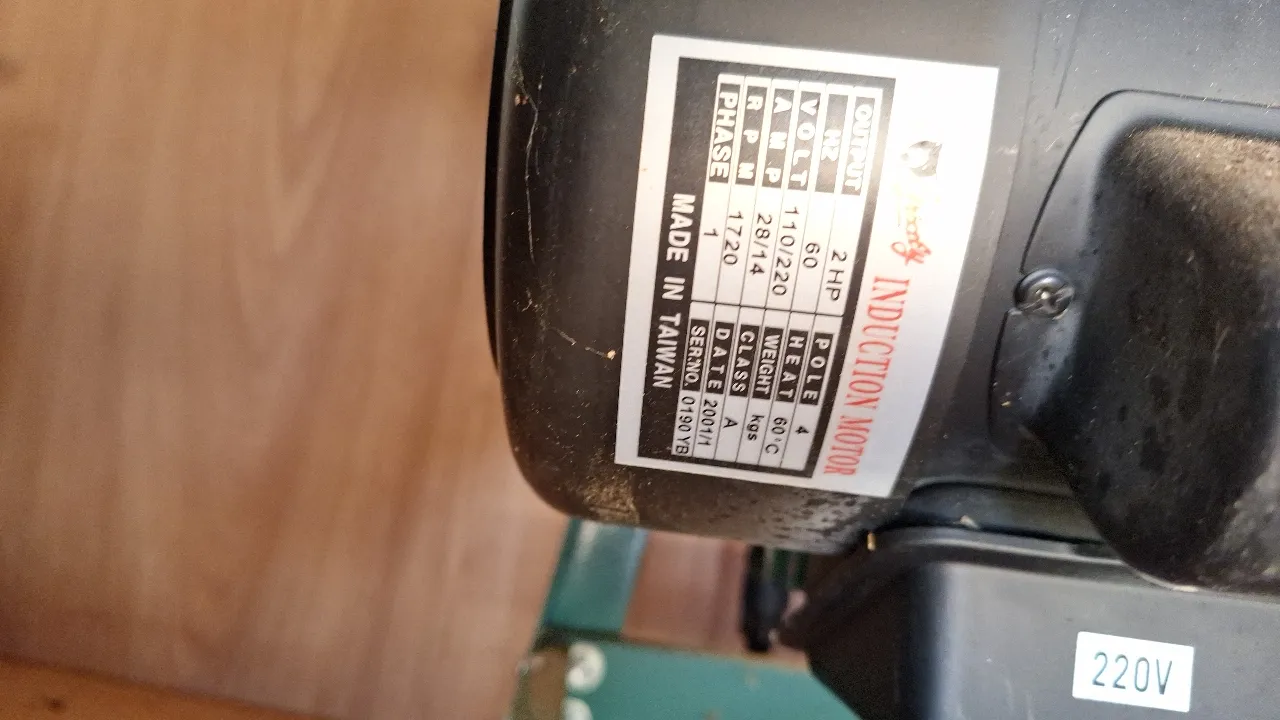 INDUCTION MOTOR
OUTPUT 2HP POLE 4
HZ 60 HEAT 60°C
VOLT 110/220 WEIGHT kgs
AMP 28/14 CLASS A
RPM 1720 DATE 2001/1
PHASE 1 SER.NO. 0190YB
MADE IN TAIWAN
220V